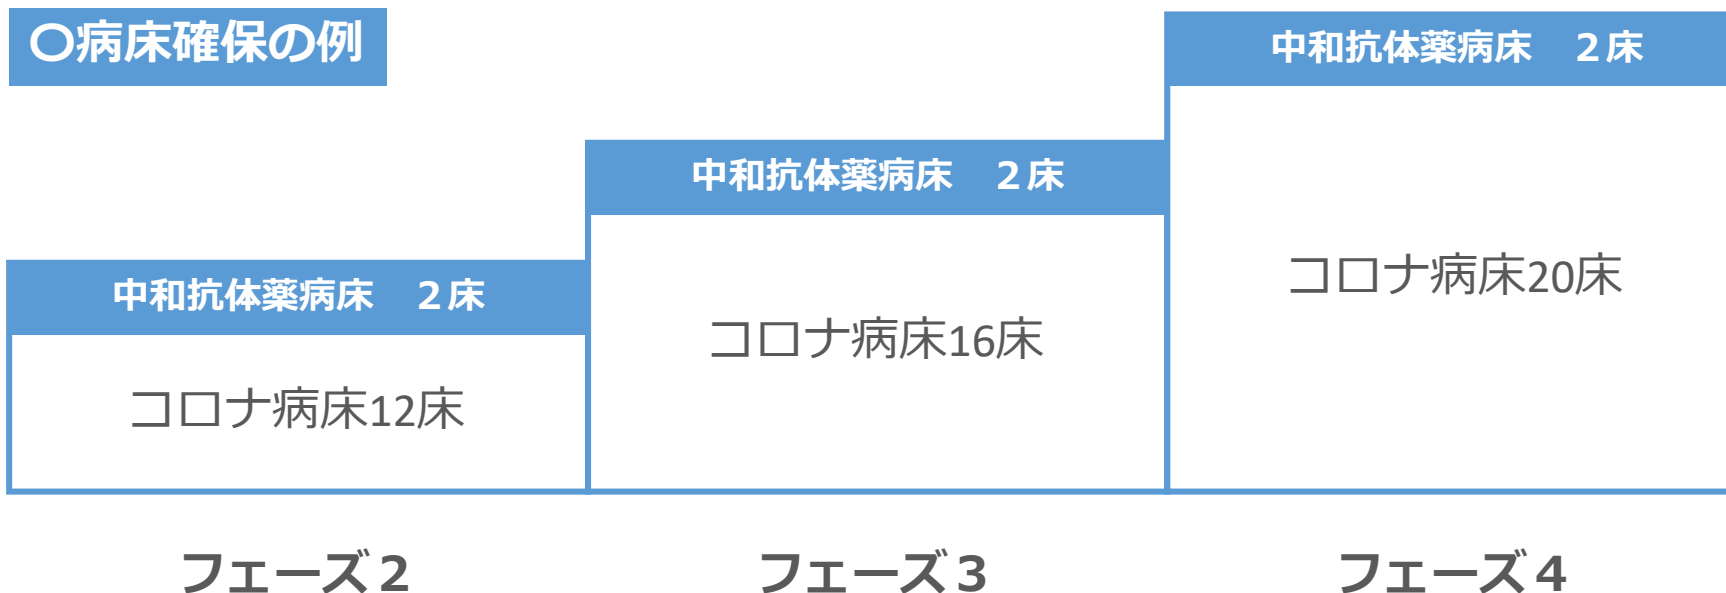 〇病床確保の例
中和抗体薬病床　２床
コロナ病床12床
フェーズ２
中和抗体薬病床　２床
コロナ病床16床
フェーズ３
中和抗体薬病床　２床
コロナ病床20床
フェーズ４